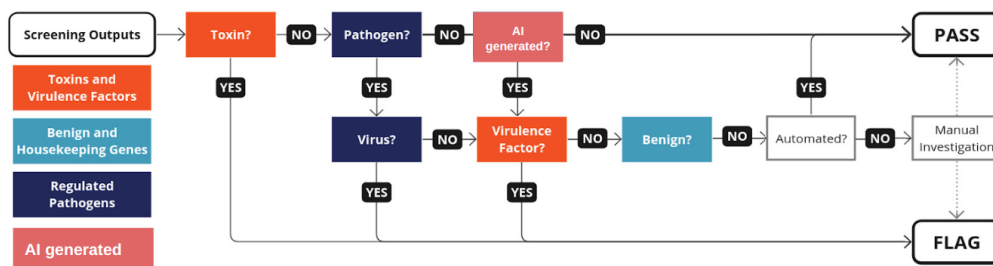 Screening Outputs
Toxin?
NO
Pathogen?
NO
AI
generated?
NO
PASS
Toxins and
Virulence Factors
YES
YES
YES
YES
Benign and
Housekeeping Genes
Virus?
NO
Virulence
Factor?
NO
Benign?
NO
Automated?
NO
Manual
Investigation
Regulated
Pathogens
YES
YES
AI generated
FLAG